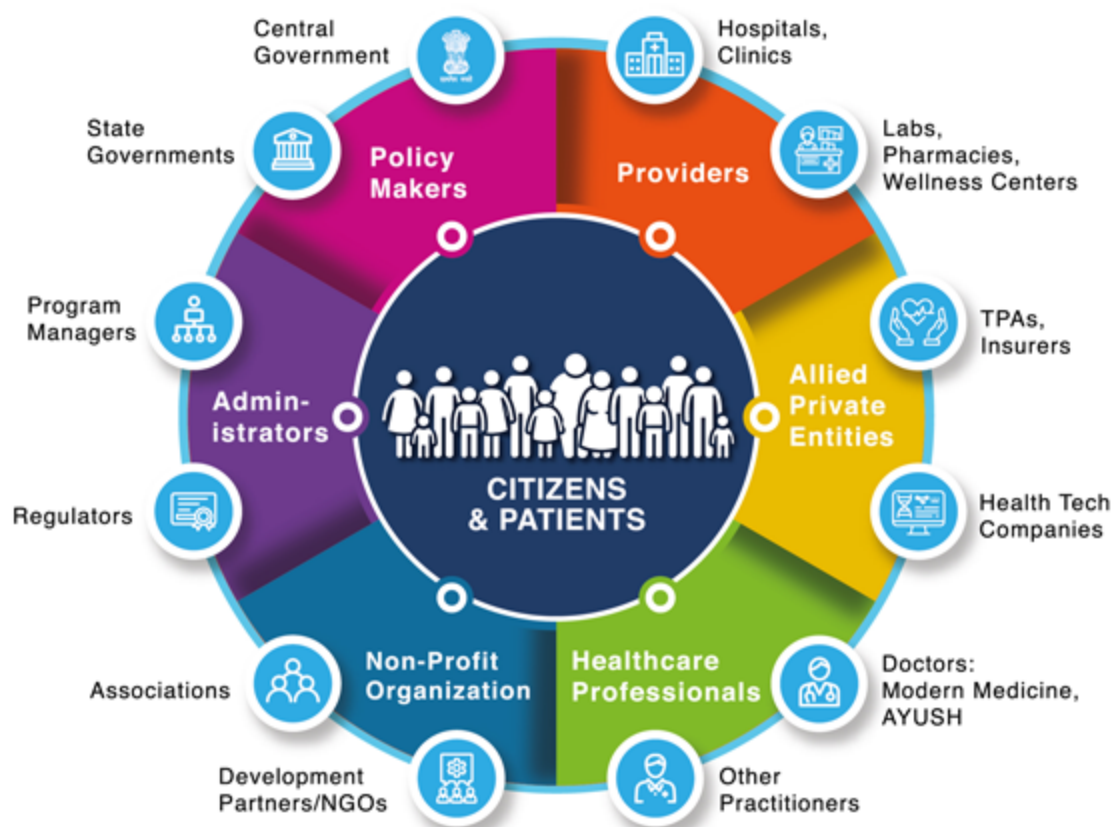 Central
Government
Hospitals,
Clinics
State
Governments
Labs,
Pharmacies,
Wellness Centers
Policy
Makers
Providers
Program
Managers
TPAs,
Insurers
Admin-
istrators
Allied
Private
Entities
CITIZENS
& PATIENTS
Regulators
Health Tech
Companies
Non-Profit
Organization
Healthcare
Professionals
Associations
Doctors:
Modern Medicine,
AYUSH
Development
Partners/NGOs
Other
Practitioners